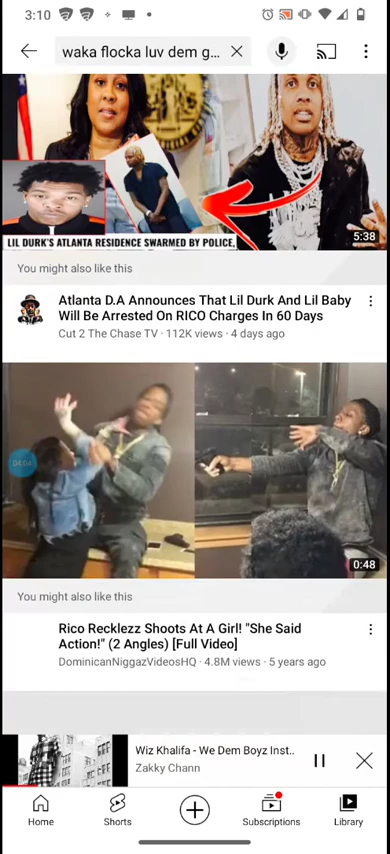 3:10
waka flocka luv dem g...
LIL DURK'S ATLANTA RESIDENCE SWARMED BY POLICE,
5:38
You might also like this
Atlanta D.A Announces That Lil Durk And Lil Baby
Will Be Arrested On RICO Charges In 60 Days
Cut 2 The Chase TV · 112K views · 4 days ago
04:04
0:48
You might also like this
Rico Recklezz Shoots At A Girl! "She Said
Action!" (2 Angles) [Full Video]
DominicanNiggazVideosHQ · 4.8M views · 5 years ago
Wiz Khalifa - We Dem Boyz Inst..
Zakky Chann
Home
Shorts
Subscriptions
Library